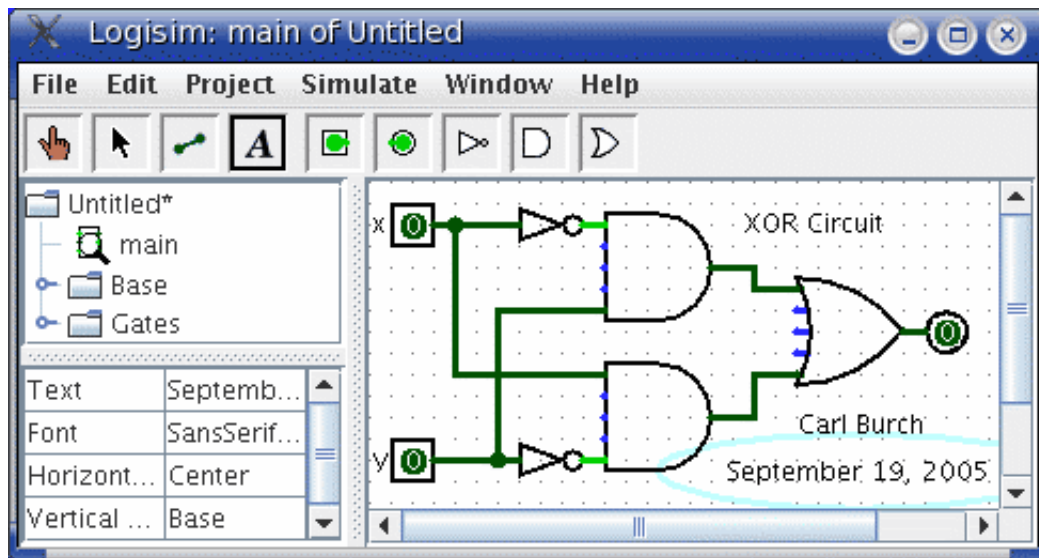 Logisim: main of Untitled
File Edit Project Simulate Window Help
A
Untitled*
main
Base
Gates
Text Septemb...
Font SansSerif...
Horizont... Center
Vertical ... Base
x 0
XOR Circuit
0
Carl Burch
y 0
September 19, 2005